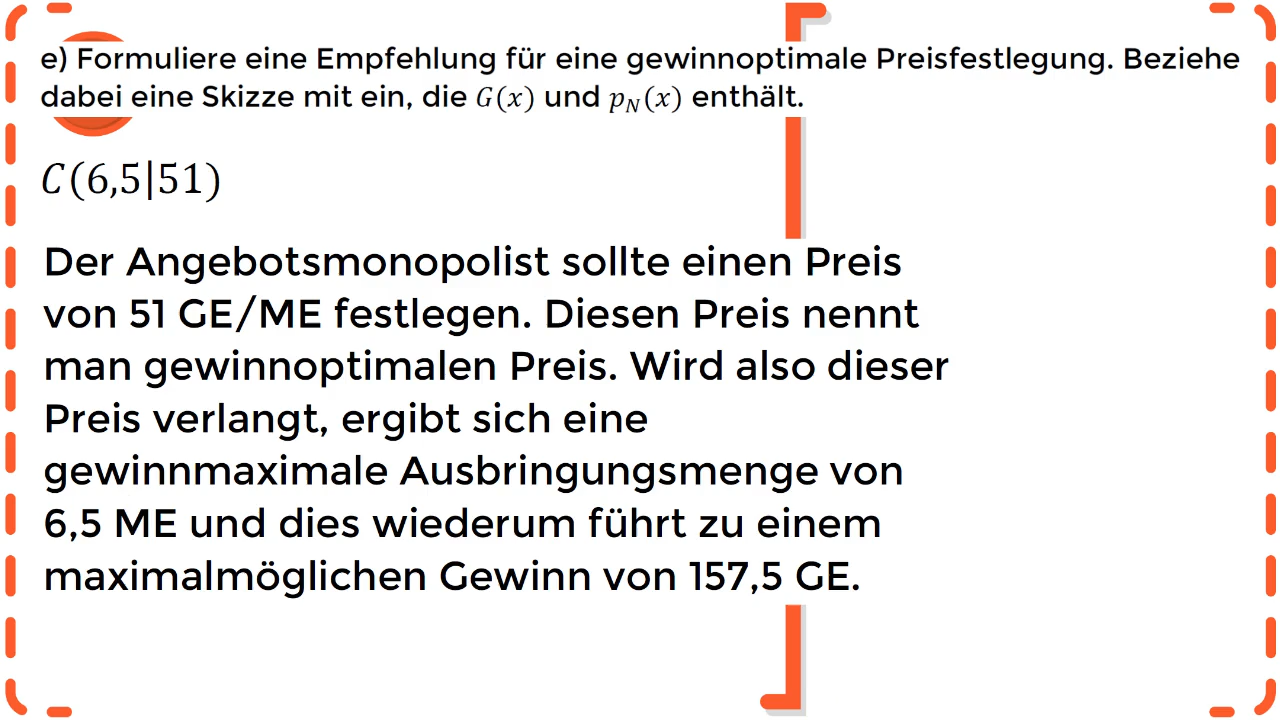 e) Formuliere eine Empfehlung für eine gewinnoptimale Preisfestlegung. Beziehe
dabei eine Skizze mit ein, die G(x) und p_N(x) enthält.
C(6,5|51)
Der Angebotsmonopolist sollte einen Preis
von 51 GE/ME festlegen. Diesen Preis nennt
man gewinnoptimalen Preis. Wird also dieser
Preis verlangt, ergibt sich eine
gewinnmaximale Ausbringungsmenge von
6,5 ME und dies wiederum führt zu einem
maximalmöglichen Gewinn von 157,5 GE.